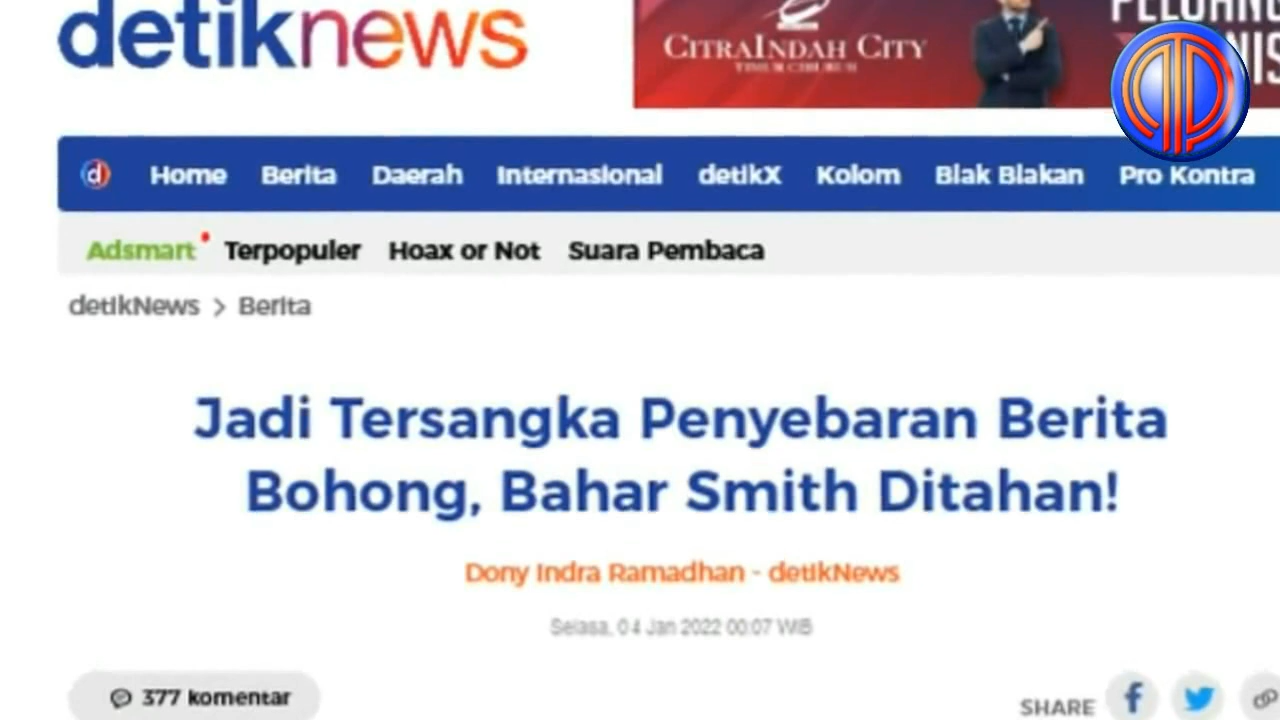 detiknews
CITRAINDAH CITY
Home Berita Daerah Internasional detikX Kolom Blak Blakan Pro Kontra
Adsmart Terpopuler Hoax or Not Suara Pembaca
detikNews > Berita
Jadi Tersangka Penyebaran Berita
Bohong, Bahar Smith Ditahan!
Dony Indra Ramadhan - detikNews
Selasa, 04 Jan 2022 00:07 WIB
377 komentar
SHARE